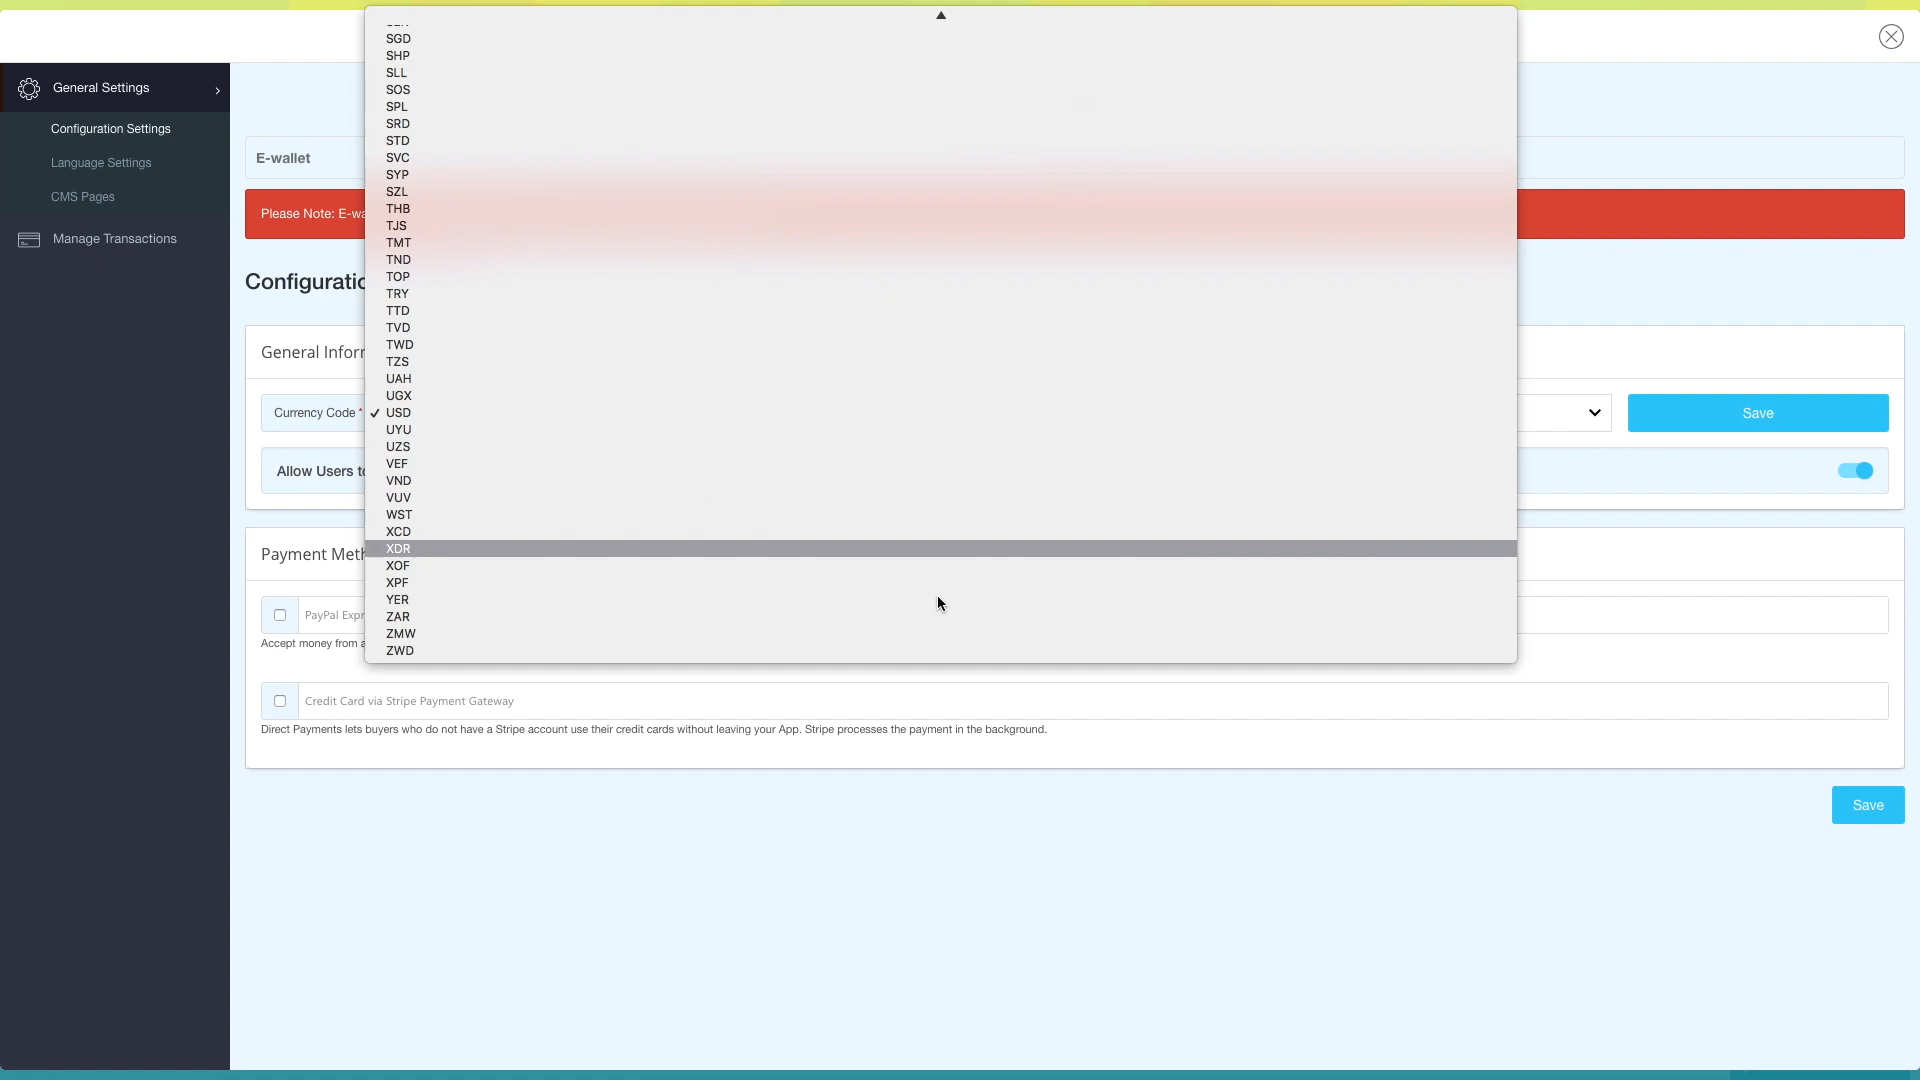 General Settings
Configuration Settings
Language Settings
CMS Pages
Manage Transactions
E-wallet
Please Note: E-wa
Configuratio
General Inforr
Currency Code *
Save
Allow Users to
Payment Meth
PayPal Expr
Accept money from a
Credit Card via Stripe Payment Gateway
Direct Payments lets buyers who do not have a Stripe account use their credit cards without leaving your App. Stripe processes the payment in the background.
Save
SGD
SHP
SLL
SOS
SPL
SRD
STD
SVC
SYP
SZL
THB
TJS
TMT
TND
TOP
TRY
TTD
TVD
TWD
TZS
UAH
UGX
✓ USD
UYU
UZS
VEF
VND
VUV
WST
XCD
XDR
XOF
XPF
YER
ZAR
ZMW
ZWD